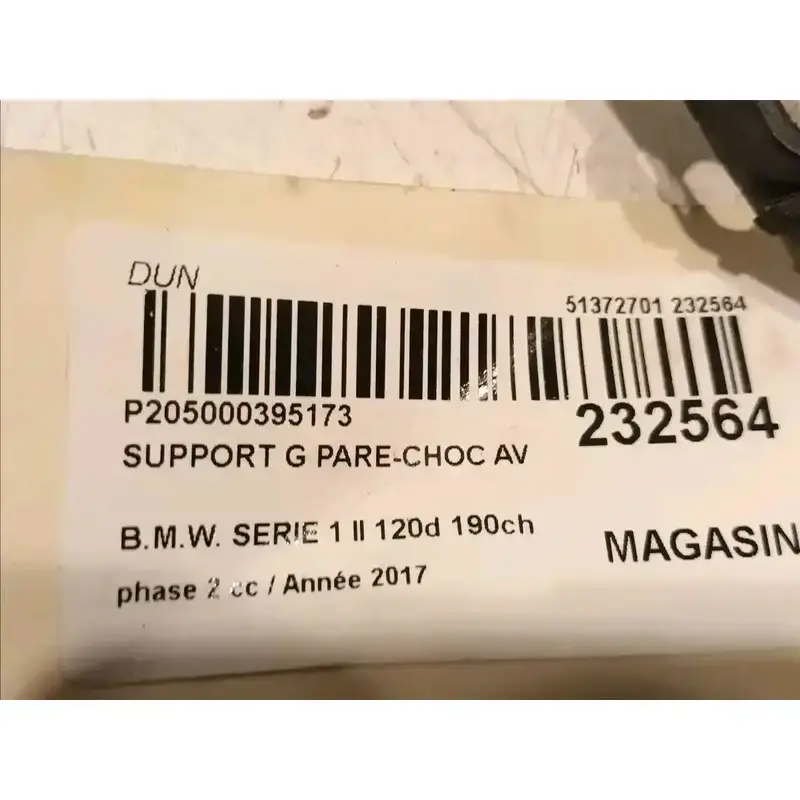 DUN
51372701 232564
P205000395173
232564
SUPPORT G PARE-CHOC AV
B.M.W. SERIE 1 II 120d 190ch
MAGASIN
phase 2 cc / Année 2017